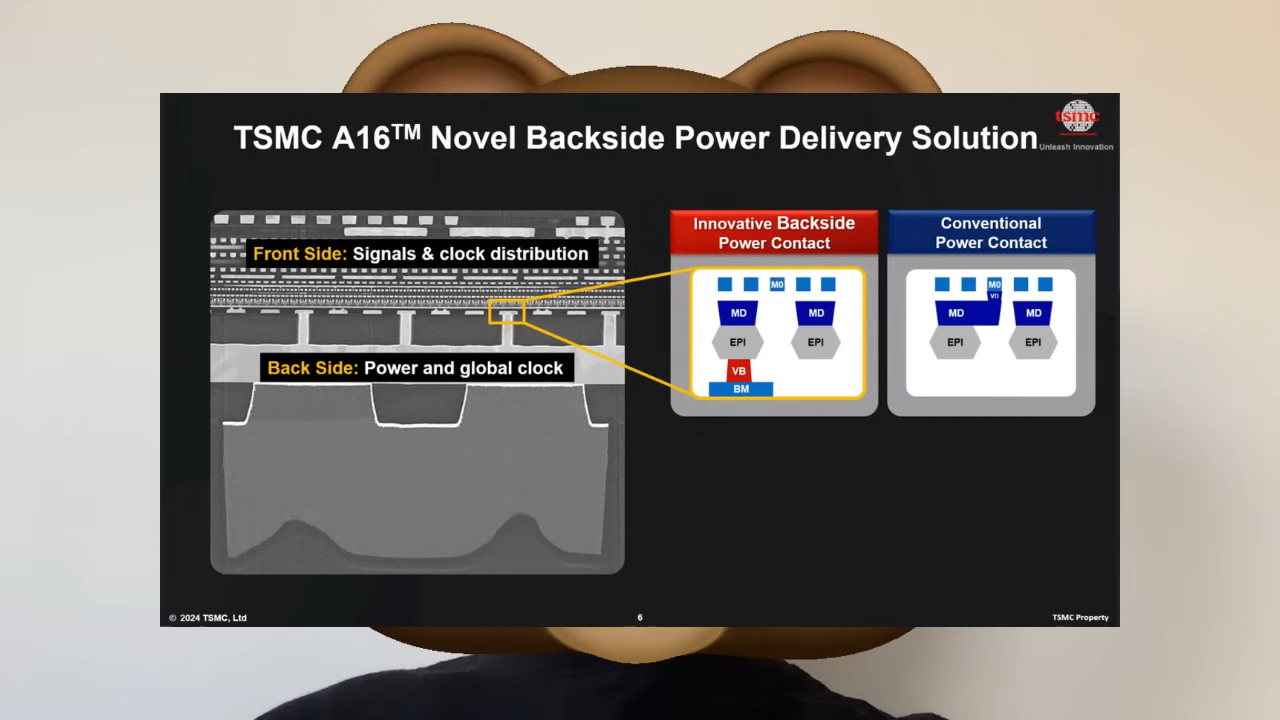 TSMC A16™ Novel Backside Power Delivery Solution
tsmc
Unleash Innovation
Front Side: Signals & clock distribution
Back Side: Power and global clock
Innovative Backside
Power Contact
M0
MD
MD
EPI
EPI
VB
BM
Conventional
Power Contact
M0
VD
MD
MD
EPI
EPI
© 2024 TSMC, Ltd
6
TSMC Property